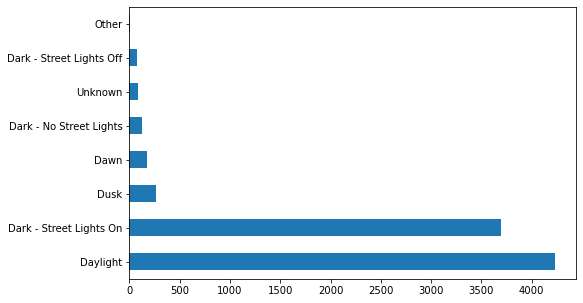 Other
Dark - Street Lights Off
Unknown
Dark - No Street Lights
Dawn
Dusk
Dark - Street Lights On
Daylight
0 500 1000 1500 2000 2500 3000 3500 4000